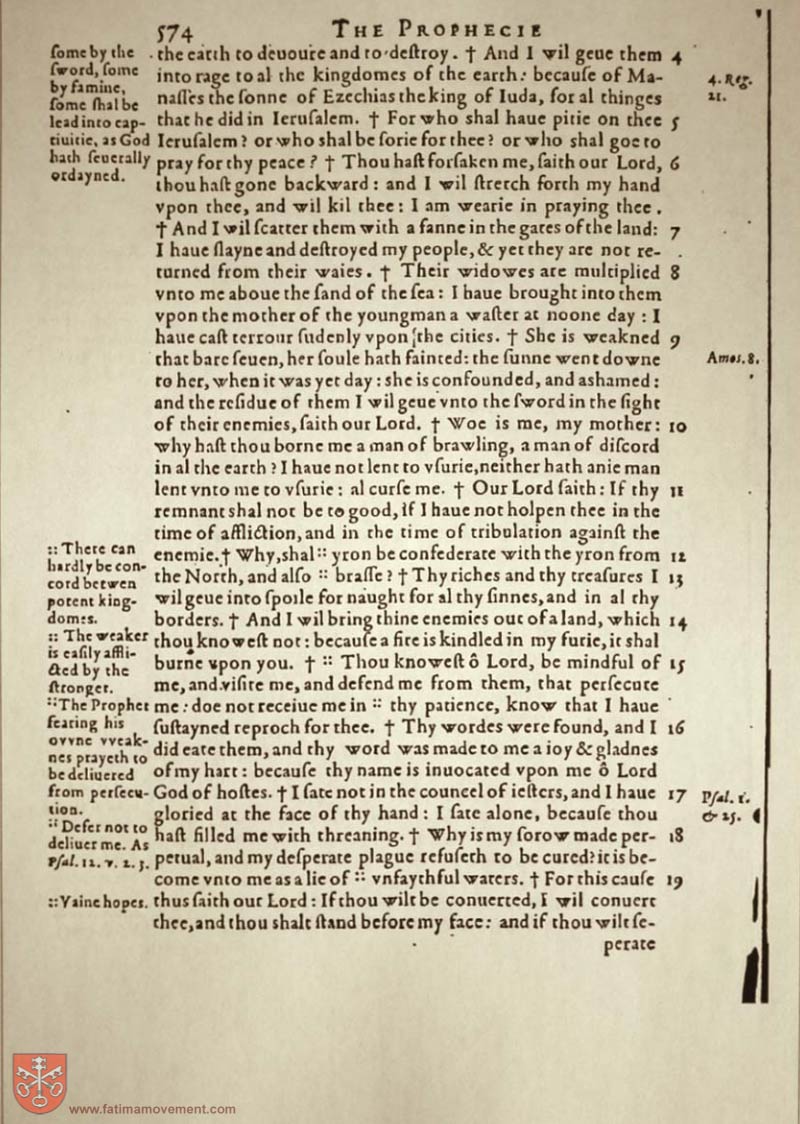 574 THE PROPHECIE
ſome by the
ſword, ſome
by famine,
ſome ſhal be
lead into cap-
tiuitie, as God
hath ſeuerally
ordayned.
the earth to deuoure and to deſtroy. † And I wil geue them 4
into rage to al the kingdomes of the earth: becauſe of Ma-
naſſes the ſonne of Ezechias the king of Iuda, for al thinges
that he did in Ieruſalem. † For who ſhal haue pitie on thee 5
Ieruſalem? or who ſhal be ſorie for thee? or who ſhal goe to
pray for thy peace? † Thou haſt forſaken me, ſaith our Lord, 6
thou haſt gone backward: and I wil ſtretch forth my hand
vpon thee, and wil kil thee: I am wearie in praying thee.
† And I wil ſcatter them with a fanne in the gates of the land: 7
I haue ſlayne and deſtroyed my people, & yet they are not re-
turned from their waies. † Their widowes are multiplied 8
vnto me aboue the ſand of the ſea: I haue brought into them
vpon the mother of the youngman a waſter at noone day: I
haue caſt terrour ſudenly vpon the cities. † She is weakned 9
that bare ſeuen, her ſoule hath fainted: the ſunne went downe
to her, when it was yet day: she is confounded, and ashamed:
and the reſidue of them I wil geue vnto the ſword in the ſight
of their enemies, ſaith our Lord. † Woe is me, my mother: 10
why haſt thou borne me a man of brawling, a man of diſcord
in al the earth? I haue not lent to vſurie, neither hath anie man
lent vnto me to vſurie: al curſe me. † Our Lord ſaith: If thy 11
remnant shal not be to good, if I haue not holpen thee in the
time of affliction, and in the time of tribulation againſt the
enemie. † Why, shal :: yron be confederate with the yron from 12
the North, and alſo :: braſſe? † Thy riches and thy treaſures I 13
wil geue into ſpoile for naught for al thy ſinnes, and in al thy
borders. † And I wil bring thine enemies out of a land, which 14
thou knoweſt not: becauſe a fire is kindled in my furie, it shal
burne vpon you. † :: Thou knoweſt ô Lord, be mindful of 15
me, and viſite me, and defend me from them, that perſecute
me: doe not receiue me in :: thy patience, know that I haue
ſuſtayned reproch for thee. † Thy wordes were found, and I 16
did eate them, and thy word was made to me a ioy & gladnes
of my hart: becauſe thy name is inuocated vpon me ô Lord
God of hoſtes. † I ſate not in the councel of ieſters, and I haue 17
gloried at the face of thy hand: I ſate alone, becauſe thou
haſt filled me with threaning. † Why is my ſorow made per- 18
petual, and my deſperate plague refuſeth to be cured? it is be-
come vnto me as a lie of :: vnfaythful waters. † For this cauſe 19
thus ſaith our Lord: If thou wilt be conuerted, I wil conuert
thee, and thou shalt ſtand before my face: and if thou wilt ſe-
perate
:: There can
hardly be con-
cord betwen
potent king-
domes.
:: The weaker
is eaſily affli-
cted by the
ſtronger.
:: The Prophet
fearing his
ovvne vveak-
nes prayeth to
be deliuered
from perſecu-
tion.
:: Defer not to
deliuer me. As
Pſal. 12. v. 2. 3.
:: Vaine hopes.
4. Reg.
21.
Amos. 8.
Pſal. 1.
& 25.
www.fatimamovement.com